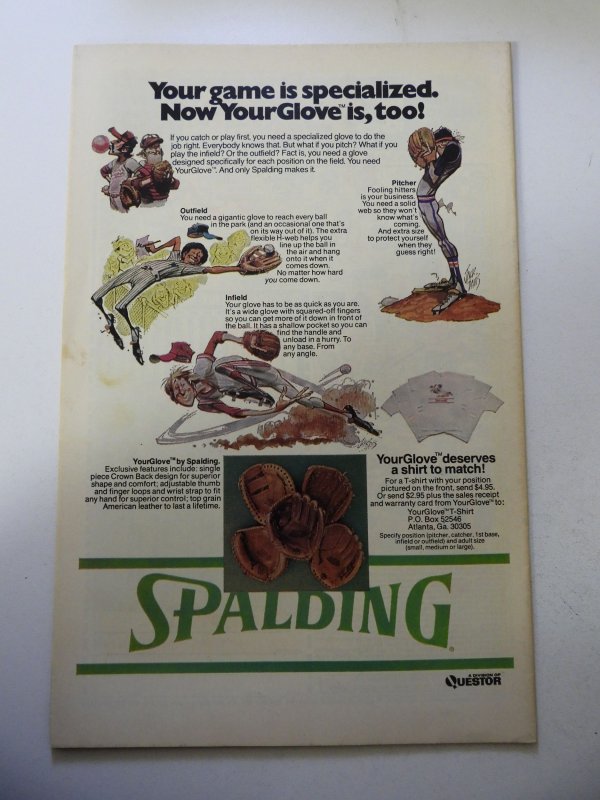 Your game is specialized.
Now YourGlove™ is, too!
If you catch or play first, you need a specialized glove to do the
job right. Everybody knows that. But what if you pitch? What if you
play the infield? Or the outfield? Fact is, you need a glove
designed specifically for each position on the field. You need
YourGlove™. And only Spalding makes it.
Pitcher
Fooling hitters
is your business.
You need a solid
web so they won't
know what's
coming.
And extra size
to protect yourself
when they
guess right!
Outfield
You need a gigantic glove to reach every ball
in the park (and an occasional one that's
on its way out of it). The extra
flexible H-web helps you
line up the ball in
the air and hang
onto it when it
comes down.
No matter how hard
you come down.
Infield
Your glove has to be as quick as you are.
It's a wide glove with squared-off fingers
so you can get more of it down in front of
the ball. It has a shallow pocket so you can
find the handle and
unload in a hurry. To
any base. From
any angle.
YourGlove™ by Spalding.
Exclusive features include: single
piece Crown Back design for superior
shape and comfort; adjustable thumb
and finger loops and wrist strap to fit
any hand for superior control; top grain
American leather to last a lifetime.
YourGlove™ deserves
a shirt to match!
For a T-shirt with your position
pictured on the front, send $4.95.
Or send $2.95 plus the sales receipt
and warranty card from YourGlove™ to:
YourGlove™ T-Shirt
P.O. Box 52546
Atlanta, Ga. 30305
Specify position (pitcher, catcher, 1st base,
infield or outfield) and adult size
(small, medium or large).
SPALDING®
A DIVISION OF
QUESTOR